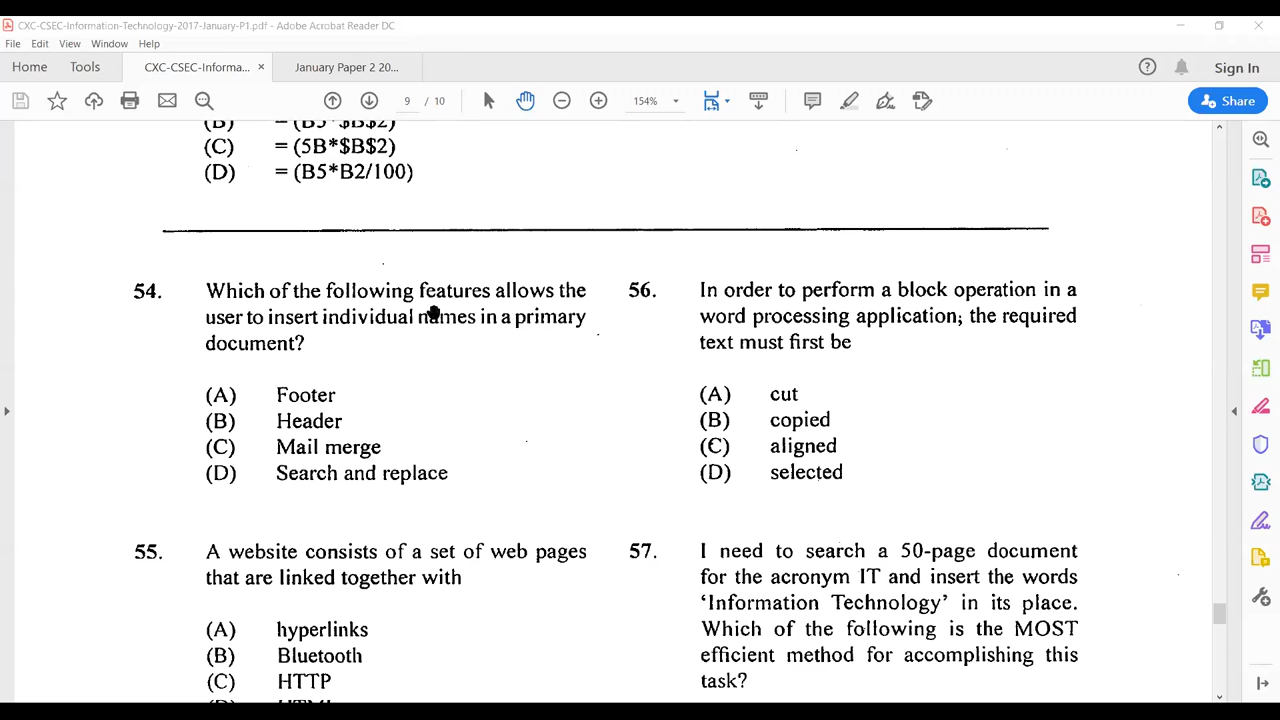 CXC-CSEC-Information-Technology-2017-January-P1.pdf - Adobe Acrobat Reader DC
File Edit View Window Help
Home Tools CXC-CSEC-Informa... × January Paper 2 20... Sign In
9 / 10 154% Share
(B) = (B5*$B$2)
(C) = (5B*$B$2)
(D) = (B5*B2/100)
54. Which of the following features allows the
user to insert individual names in a primary
document?
(A) Footer
(B) Header
(C) Mail merge
(D) Search and replace
55. A website consists of a set of web pages
that are linked together with
(A) hyperlinks
(B) Bluetooth
(C) HTTP
(D) HTML
56. In order to perform a block operation in a
word processing application; the required
text must first be
(A) cut
(B) copied
(C) aligned
(D) selected
57. I need to search a 50-page document
for the acronym IT and insert the words
‘Information Technology’ in its place.
Which of the following is the MOST
efficient method for accomplishing this
task?